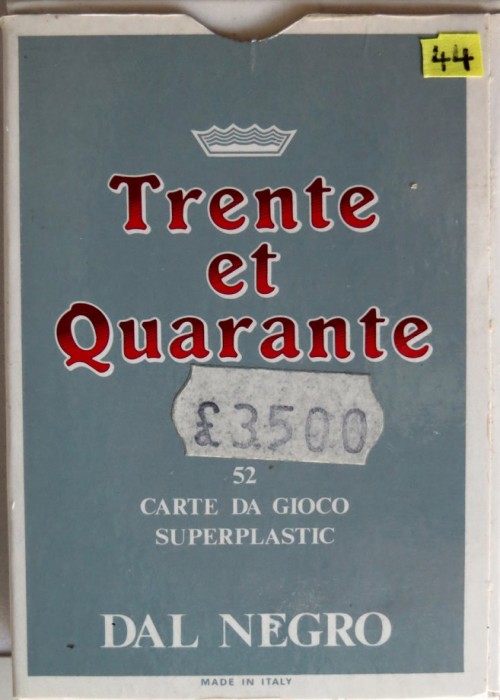 44
Trente
et
Quarante
£3500
52
CARTE DA GIOCO
SUPERPLASTIC
DAL NEGRO
MADE IN ITALY